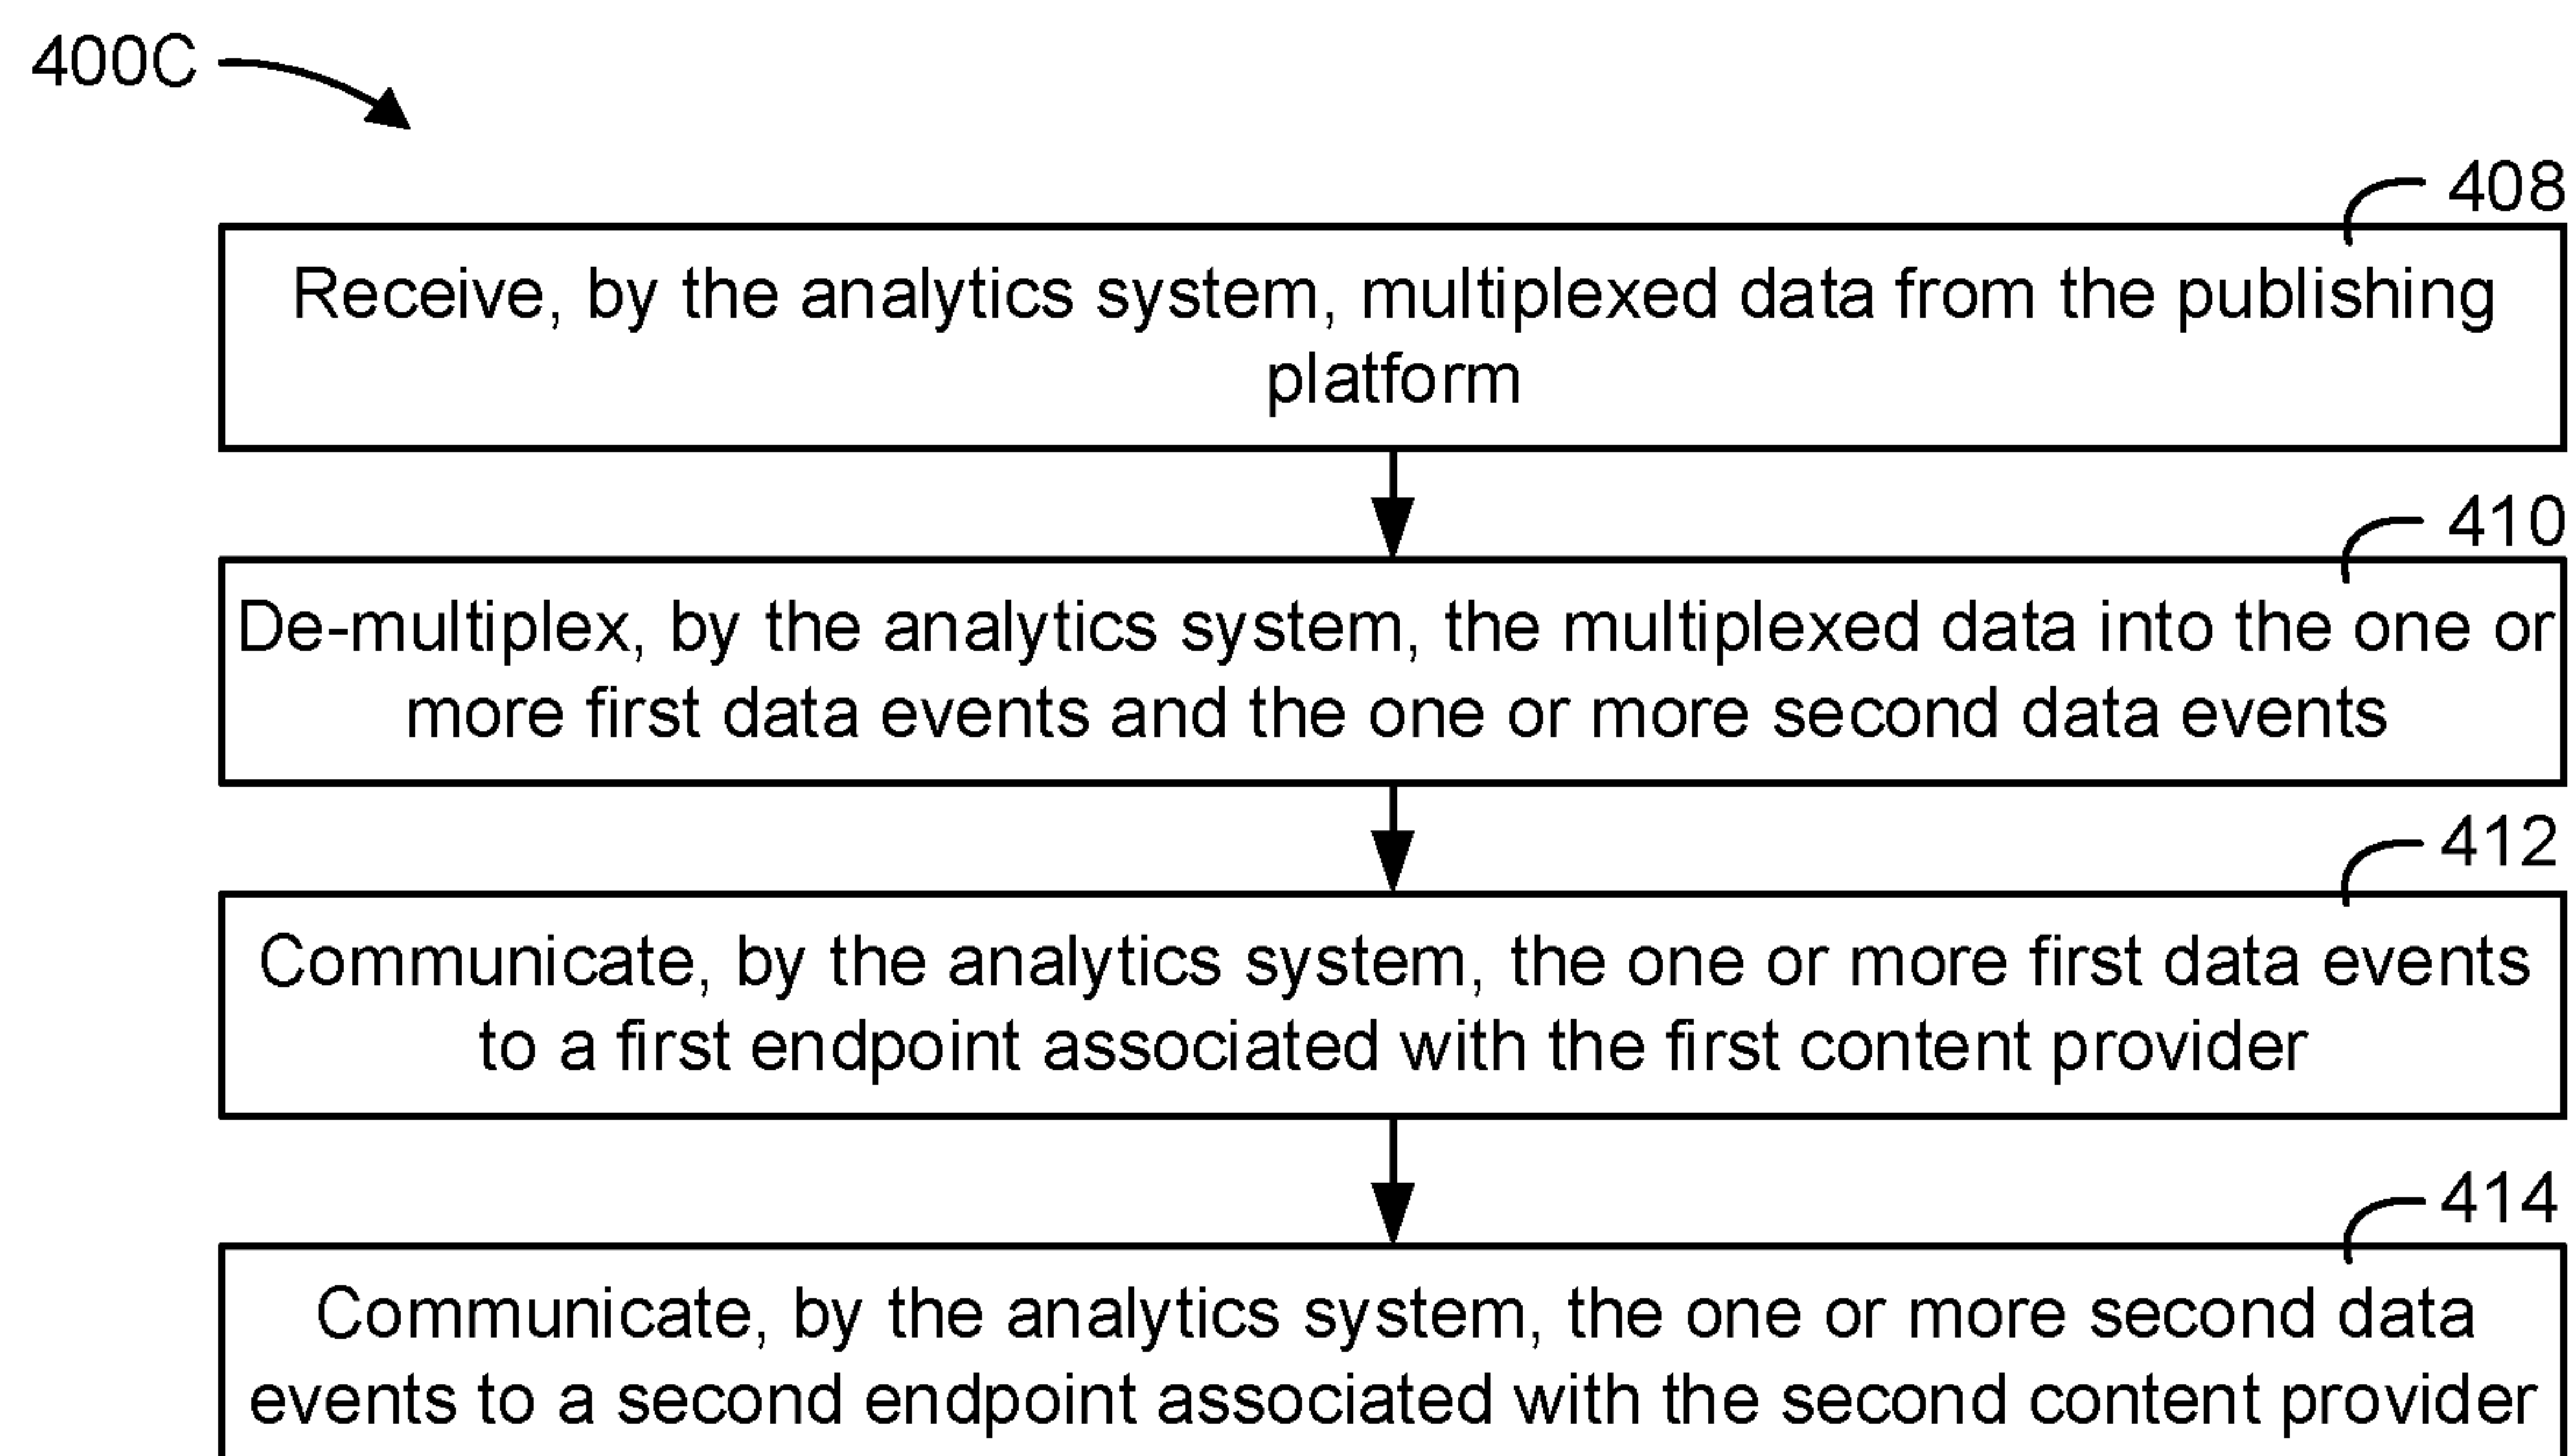 400C
408
Receive, by the analytics system, multiplexed data from the publishing
platform
410
De-multiplex, by the analytics system, the multiplexed data into the one or
more first data events and the one or more second data events
412
Communicate, by the analytics system, the one or more first data events
to a first endpoint associated with the first content provider
414
Communicate, by the analytics system, the one or more second data
events to a second endpoint associated with the second content provider